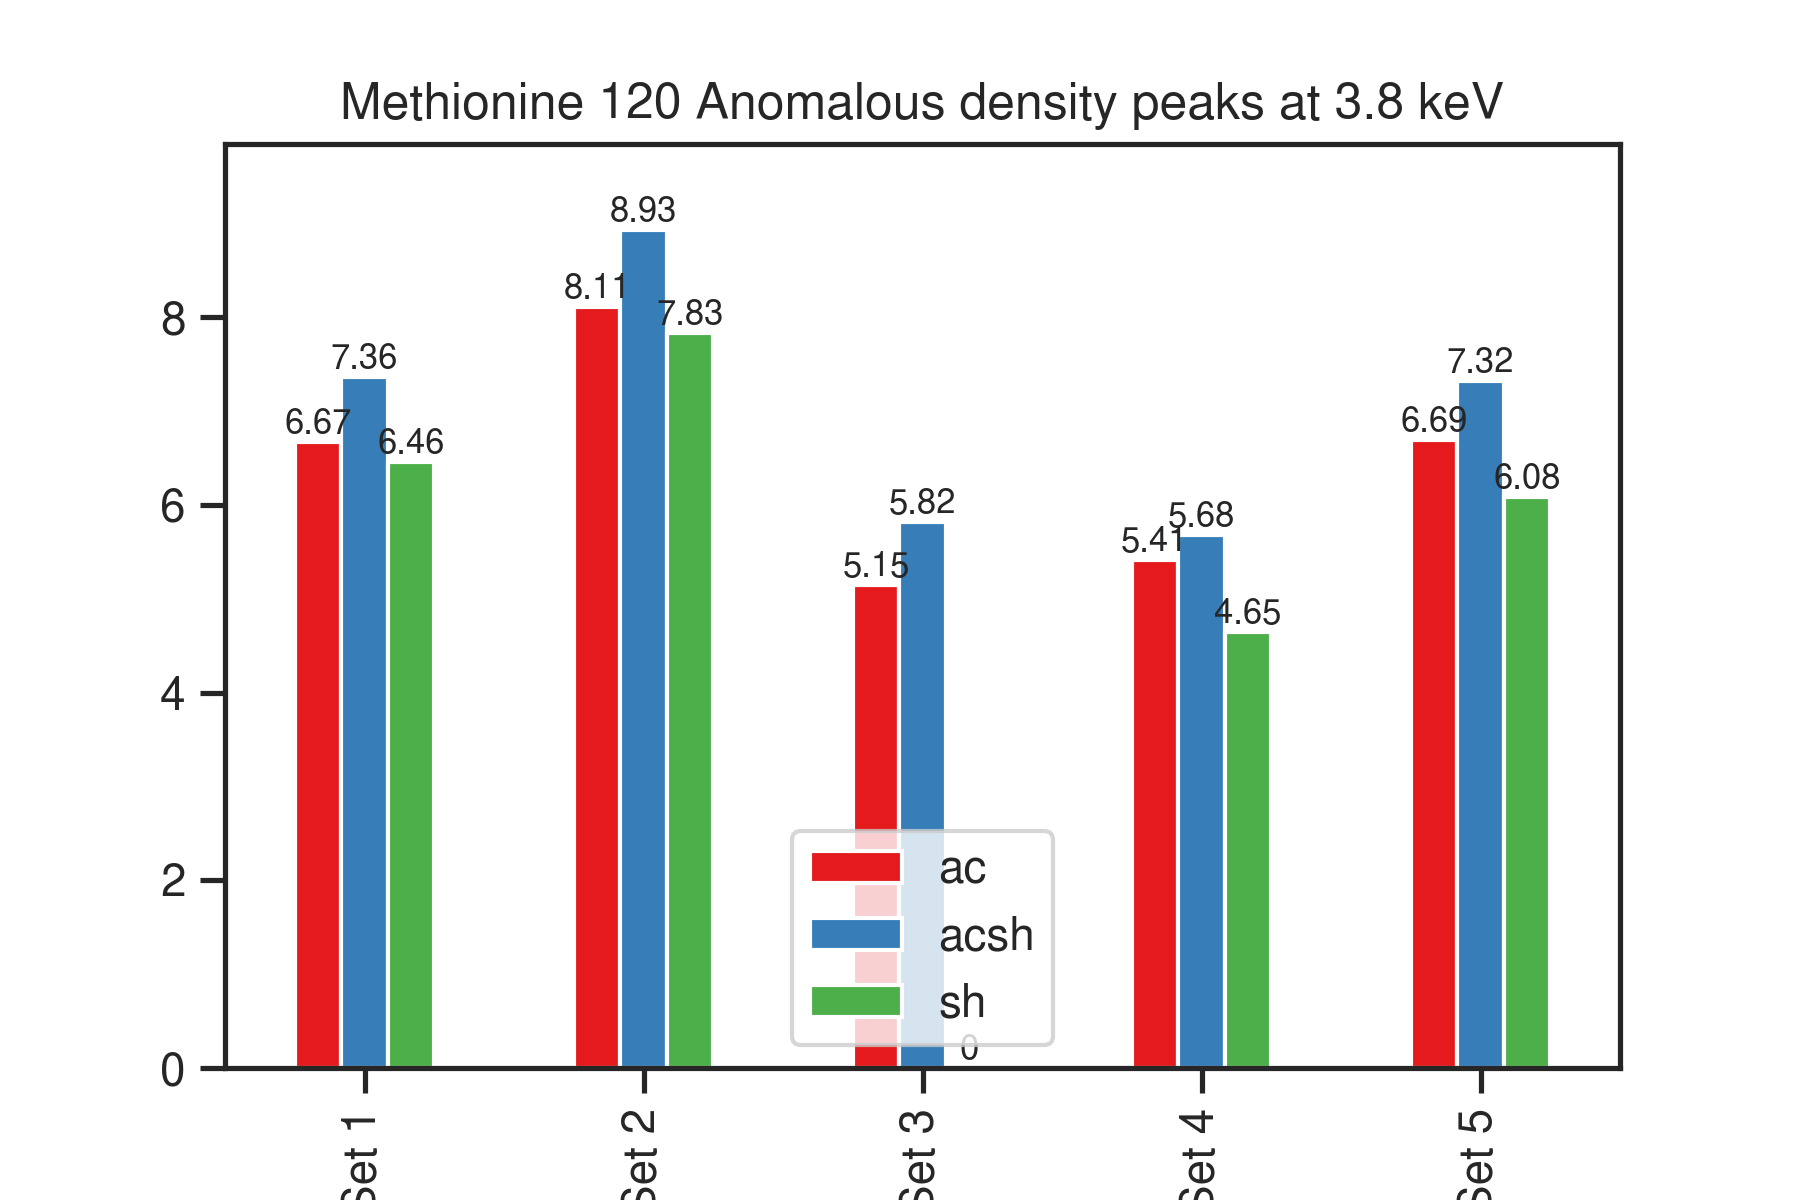 Methionine 120 Anomalous density peaks at 3.8 keV
8
6
4
2
0
6.67
7.36
6.46
8.11
8.93
7.83
5.15
5.82
0
5.41
5.68
4.65
6.69
7.32
6.08
ac
acsh
sh
Set 1
Set 2
Set 3
Set 4
Set 5